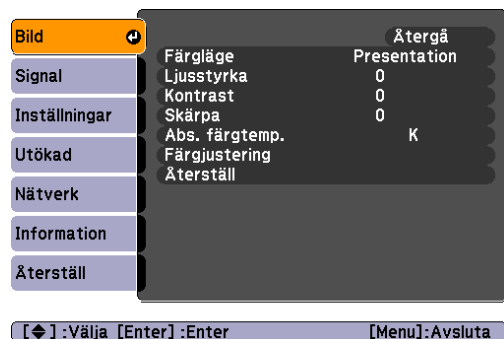 Bild
Signal
Inställningar
Utökad
Nätverk
Information
Återställ
Återgå
Färgläge Presentation
Ljusstyrka 0
Kontrast 0
Skärpa 0
Abs. färgtemp. K
Färgjustering
Återställ
[◆] :Välja [Enter] :Enter [Menu]:Avsluta